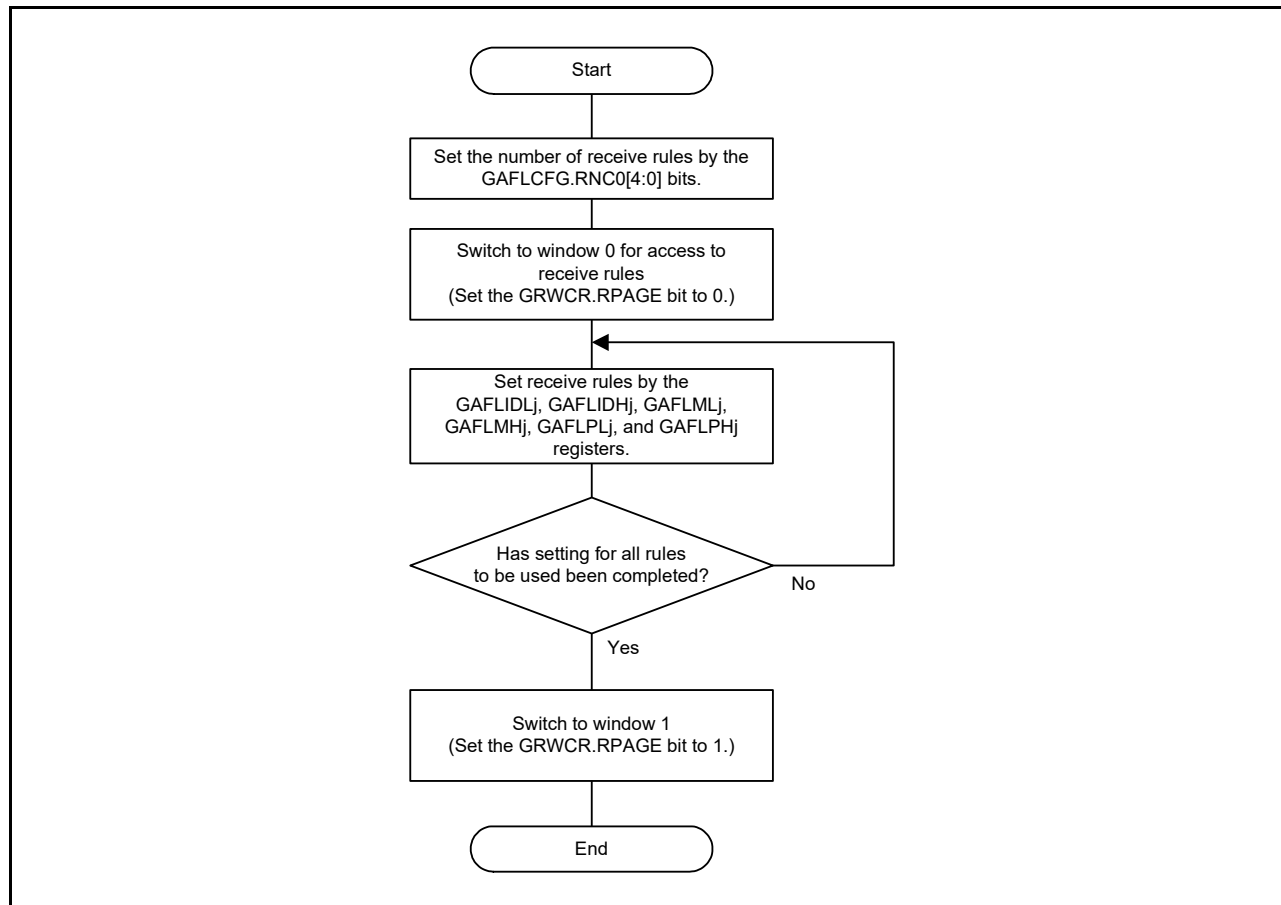 Start
Set the number of receive rules by the
GAFLCFG.RNC0[4:0] bits.
Switch to window 0 for access to
receive rules
(Set the GRWCR.RPAGE bit to 0.)
Set receive rules by the
GAFLIDLj, GAFLIDHj, GAFLMLj,
GAFLMHj, GAFLPLj, and GAFLPHj
registers.
Has setting for all rules
to be used been completed?
No
Yes
Switch to window 1
(Set the GRWCR.RPAGE bit to 1.)
End